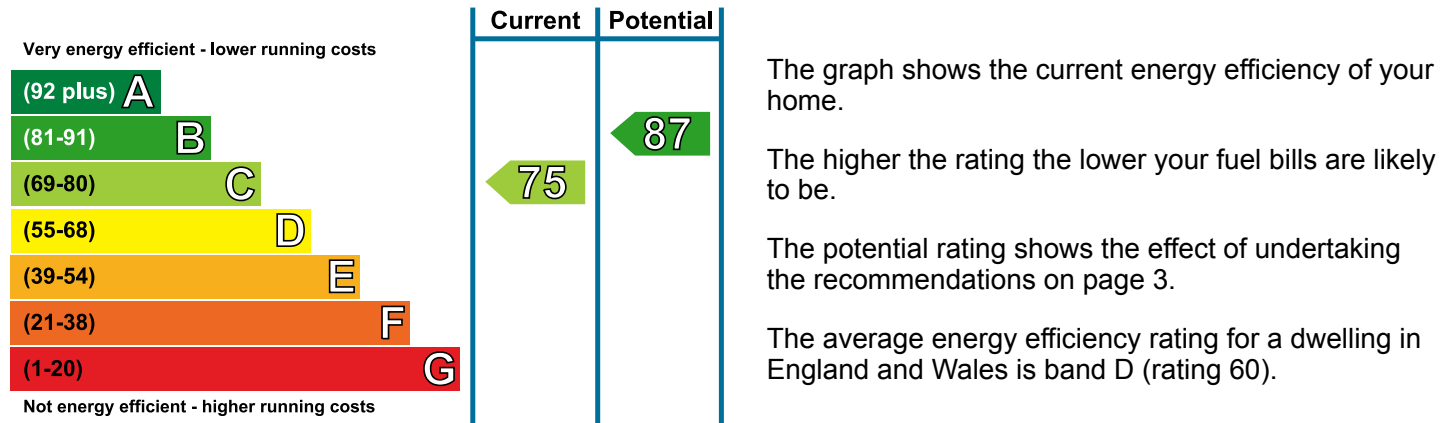 Current Potential
Very energy efficient - lower running costs
(92 plus) A
(81-91) B
87
(69-80) C
75
(55-68) D
(39-54) E
(21-38) F
(1-20) G
Not energy efficient - higher running costs
The graph shows the current energy efficiency of your
home.
The higher the rating the lower your fuel bills are likely
to be.
The potential rating shows the effect of undertaking
the recommendations on page 3.
The average energy efficiency rating for a dwelling in
England and Wales is band D (rating 60).